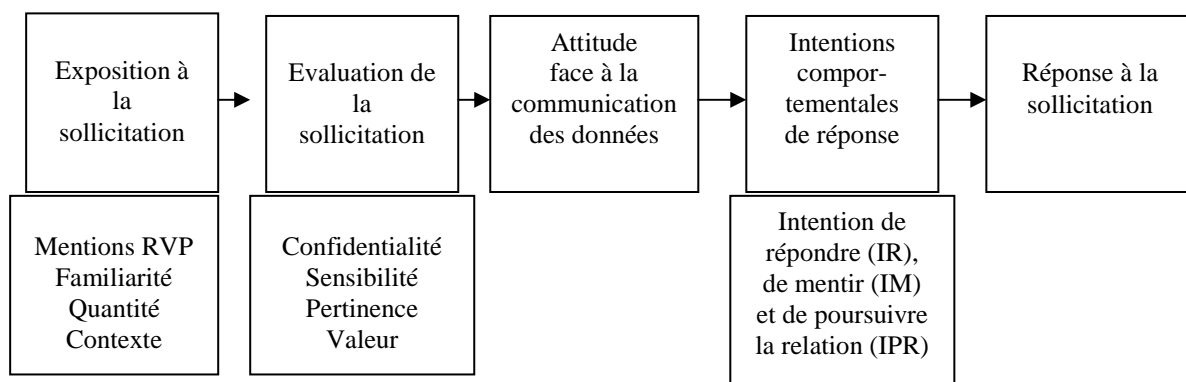 Exposition à
la
sollicitation
Evaluation de
la
sollicitation
Attitude
face à la
communication
des données
Intentions
compor-
tementales
de réponse
Réponse à la
sollicitation
Mentions RVP
Familiarité
Quantité
Contexte
Confidentialité
Sensibilité
Pertinence
Valeur
Intention de
répondre (IR),
de mentir (IM)
et de poursuivre
la relation (IPR)